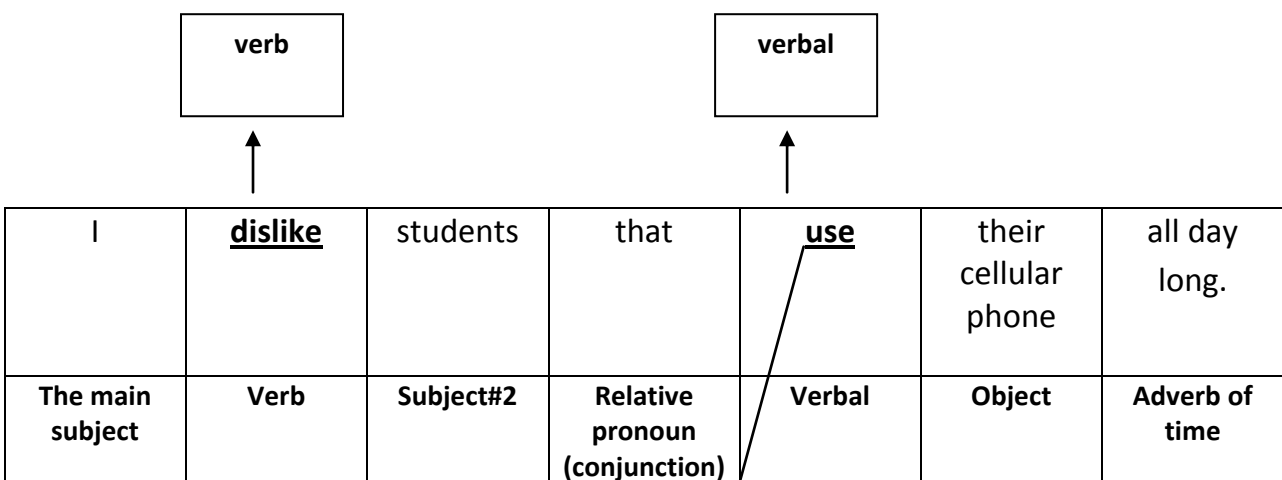 verb
verbal
I dislike students that use their all day
cellular long.
phone
The main Verb Subject#2 Relative Verbal Object Adverb of
subject pronoun time
(conjunction)